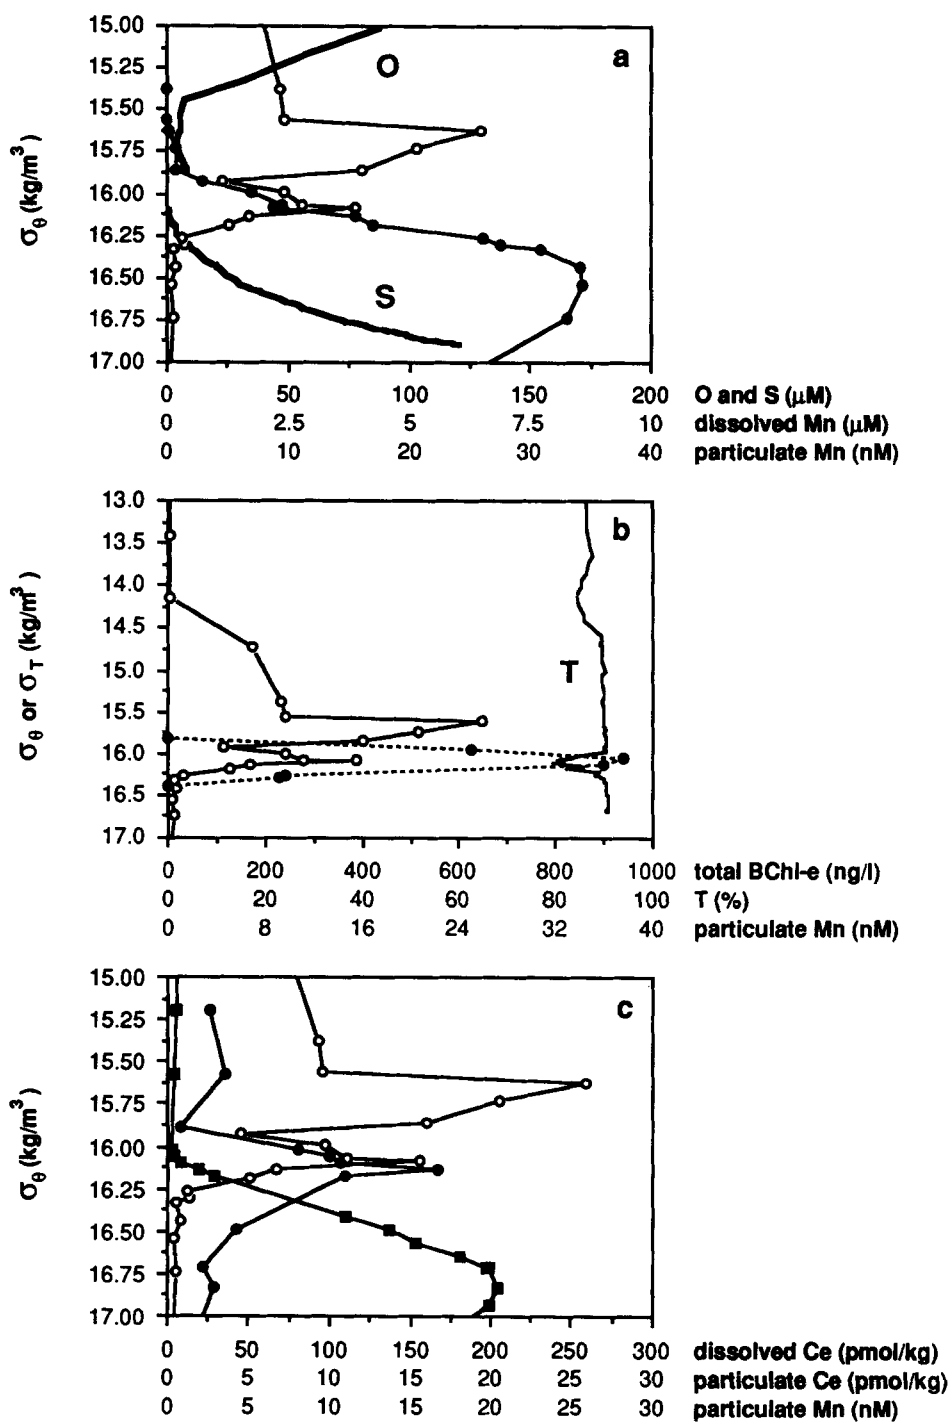 15.00
15.25
15.50
15.75
16.00
16.25
16.50
16.75
17.00
σθ (kg/m³)
a
O
S
0 50 100 150 200 O and S (μM)
0 2.5 5 7.5 10 dissolved Mn (μM)
0 10 20 30 40 particulate Mn (nM)
13.0
13.5
14.0
14.5
15.0
15.5
16.0
16.5
17.0
σθ or σT (kg/m³)
b
T
0 200 400 600 800 1000 total BChl-e (ng/l)
0 20 40 60 80 100 T (%)
0 8 16 24 32 40 particulate Mn (nM)
15.00
15.25
15.50
15.75
16.00
16.25
16.50
16.75
17.00
σθ (kg/m³)
c
0 50 100 150 200 250 300 dissolved Ce (pmol/kg)
0 5 10 15 20 25 30 particulate Ce (pmol/kg)
0 5 10 15 20 25 30 particulate Mn (nM)